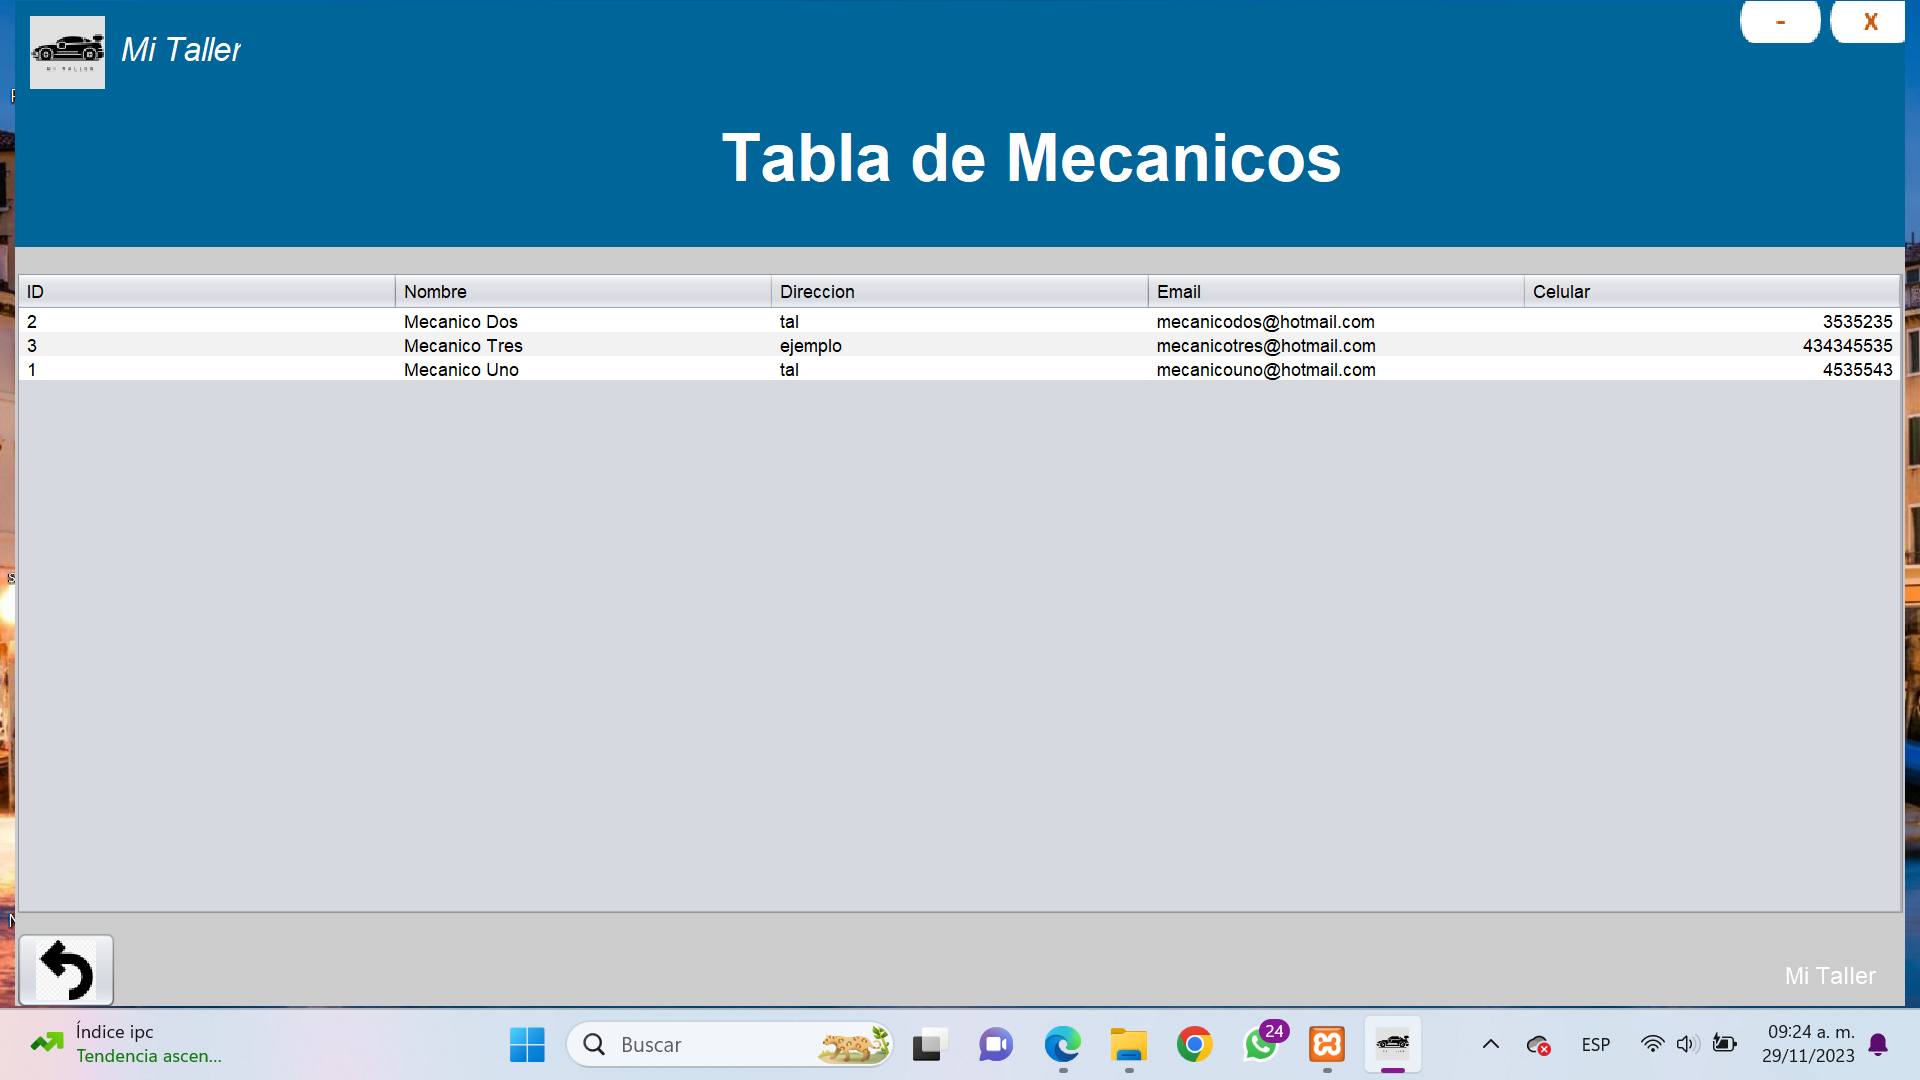 Mi Taller
-
X
Tabla de Mecanicos
ID Nombre Direccion Email Celular
2 Mecanico Dos tal mecanicodos@hotmail.com 3535235
3 Mecanico Tres ejemplo mecanicotres@hotmail.com 434345535
1 Mecanico Uno tal mecanicouno@hotmail.com 4535543
Mi Taller
Índice ipc
Tendencia ascen...
Buscar
24
ESP
09:24 a. m.
29/11/2023